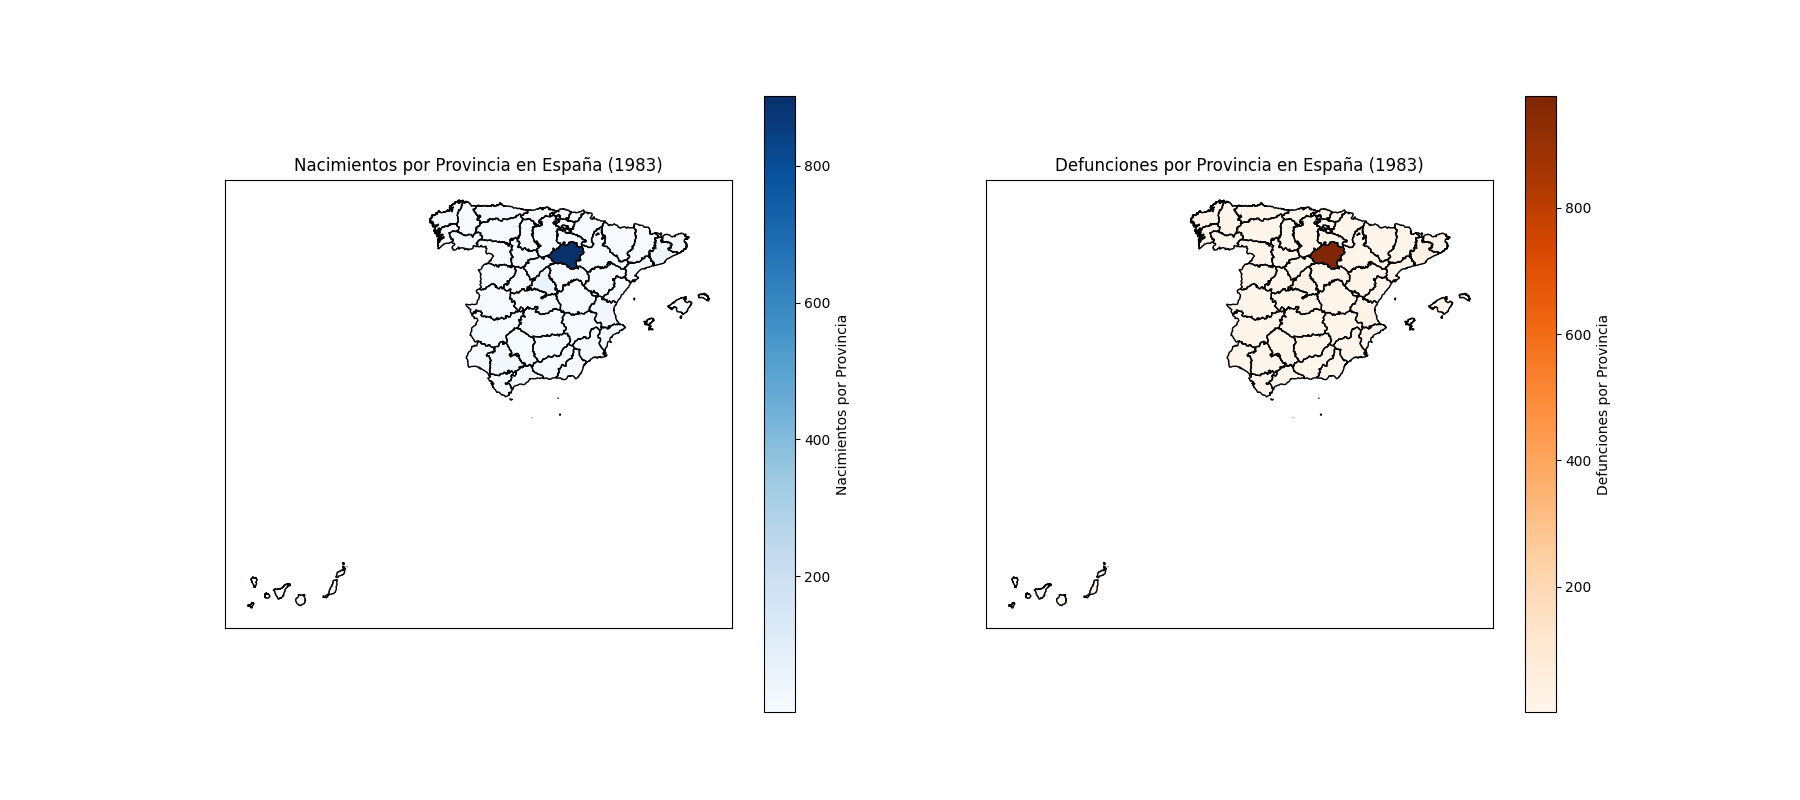 Nacimientos por Provincia en España (1983)
800
600
400
200
Nacimientos por Provincia
Defunciones por Provincia en España (1983)
800
600
400
200
Defunciones por Provincia